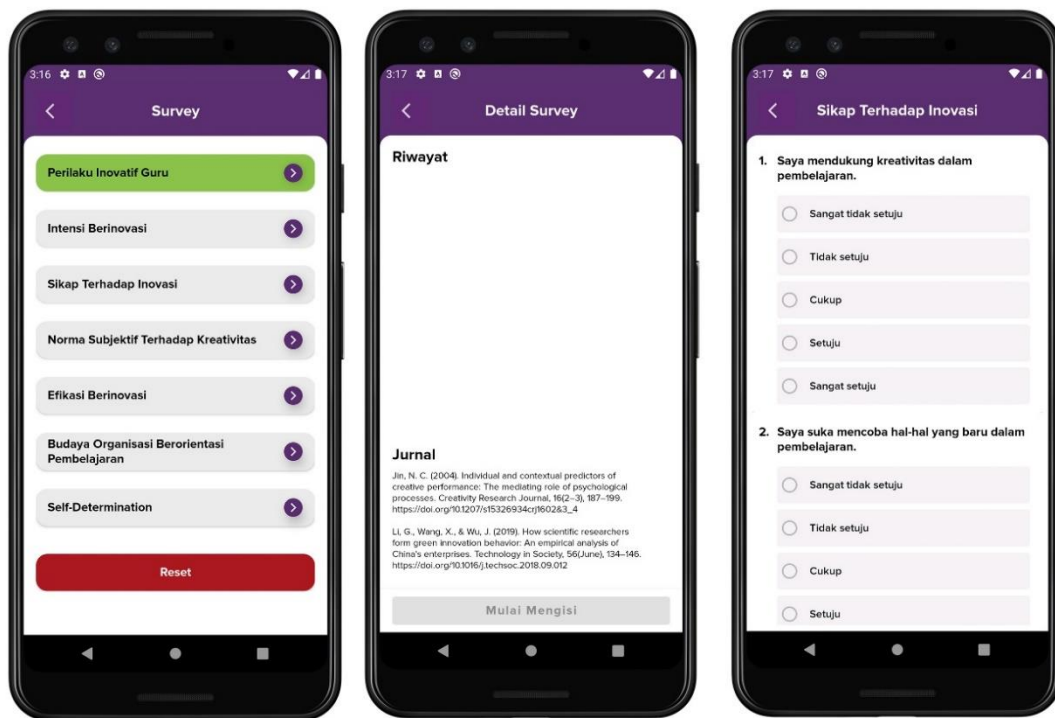 3:16
Survey
Perilaku Inovatif Guru
Intensi Berinovasi
Sikap Terhadap Inovasi
Norma Subjektif Terhadap Kreativitas
Efikasi Berinovasi
Budaya Organisasi Berorientasi
Pembelajaran
Self-Determination
Reset
3:17
Detail Survey
Riwayat
Jurnal
Jin, N. C. (2004). Individual and contextual predictors of
creative performance: The mediating role of psychological
processes. Creativity Research Journal, 16(2–3), 187–199.
https://doi.org/10.1207/s15326934crj1602&3_4
Li, G., Wang, X., & Wu, J. (2019). How scientific researchers
form green innovation behavior: An empirical analysis of
China's enterprises. Technology in Society, 56(June), 134–146.
https://doi.org/10.1016/j.techsoc.2018.09.012
Mulai Mengisi
3:17
Sikap Terhadap Inovasi
1. Saya mendukung kreativitas dalam
pembelajaran.
Sangat tidak setuju
Tidak setuju
Cukup
Setuju
Sangat setuju
2. Saya suka mencoba hal-hal yang baru dalam
pembelajaran.
Sangat tidak setuju
Tidak setuju
Cukup
Setuju